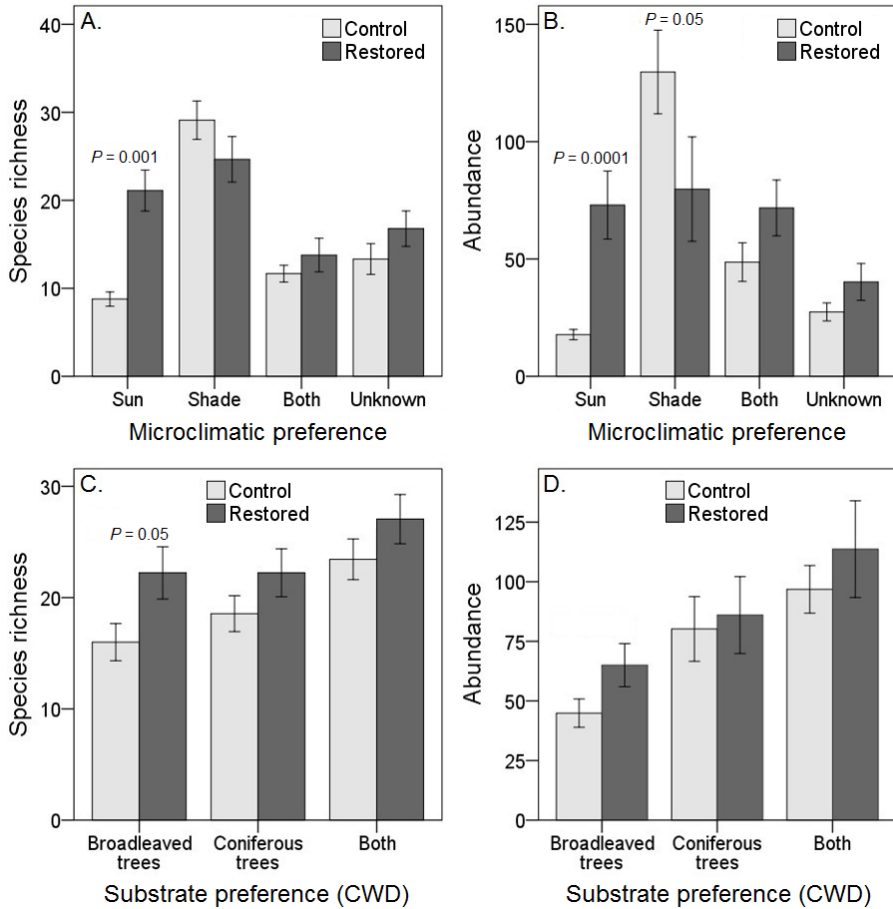 A.
Control
Restored
40
30
20
10
0
Species richness
P = 0.001
Sun
Shade
Both
Unknown
Microclimatic preference
B.
P = 0.05
Control
Restored
150
100
50
0
Abundance
P = 0.0001
Sun
Shade
Both
Unknown
Microclimatic preference
C.
Control
Restored
30
20
10
0
Species richness
P = 0.05
Broadleaved
trees
Coniferous
trees
Both
Substrate preference (CWD)
D.
Control
Restored
125
100
75
50
25
0
Abundance
Broadleaved
trees
Coniferous
trees
Both
Substrate preference (CWD)